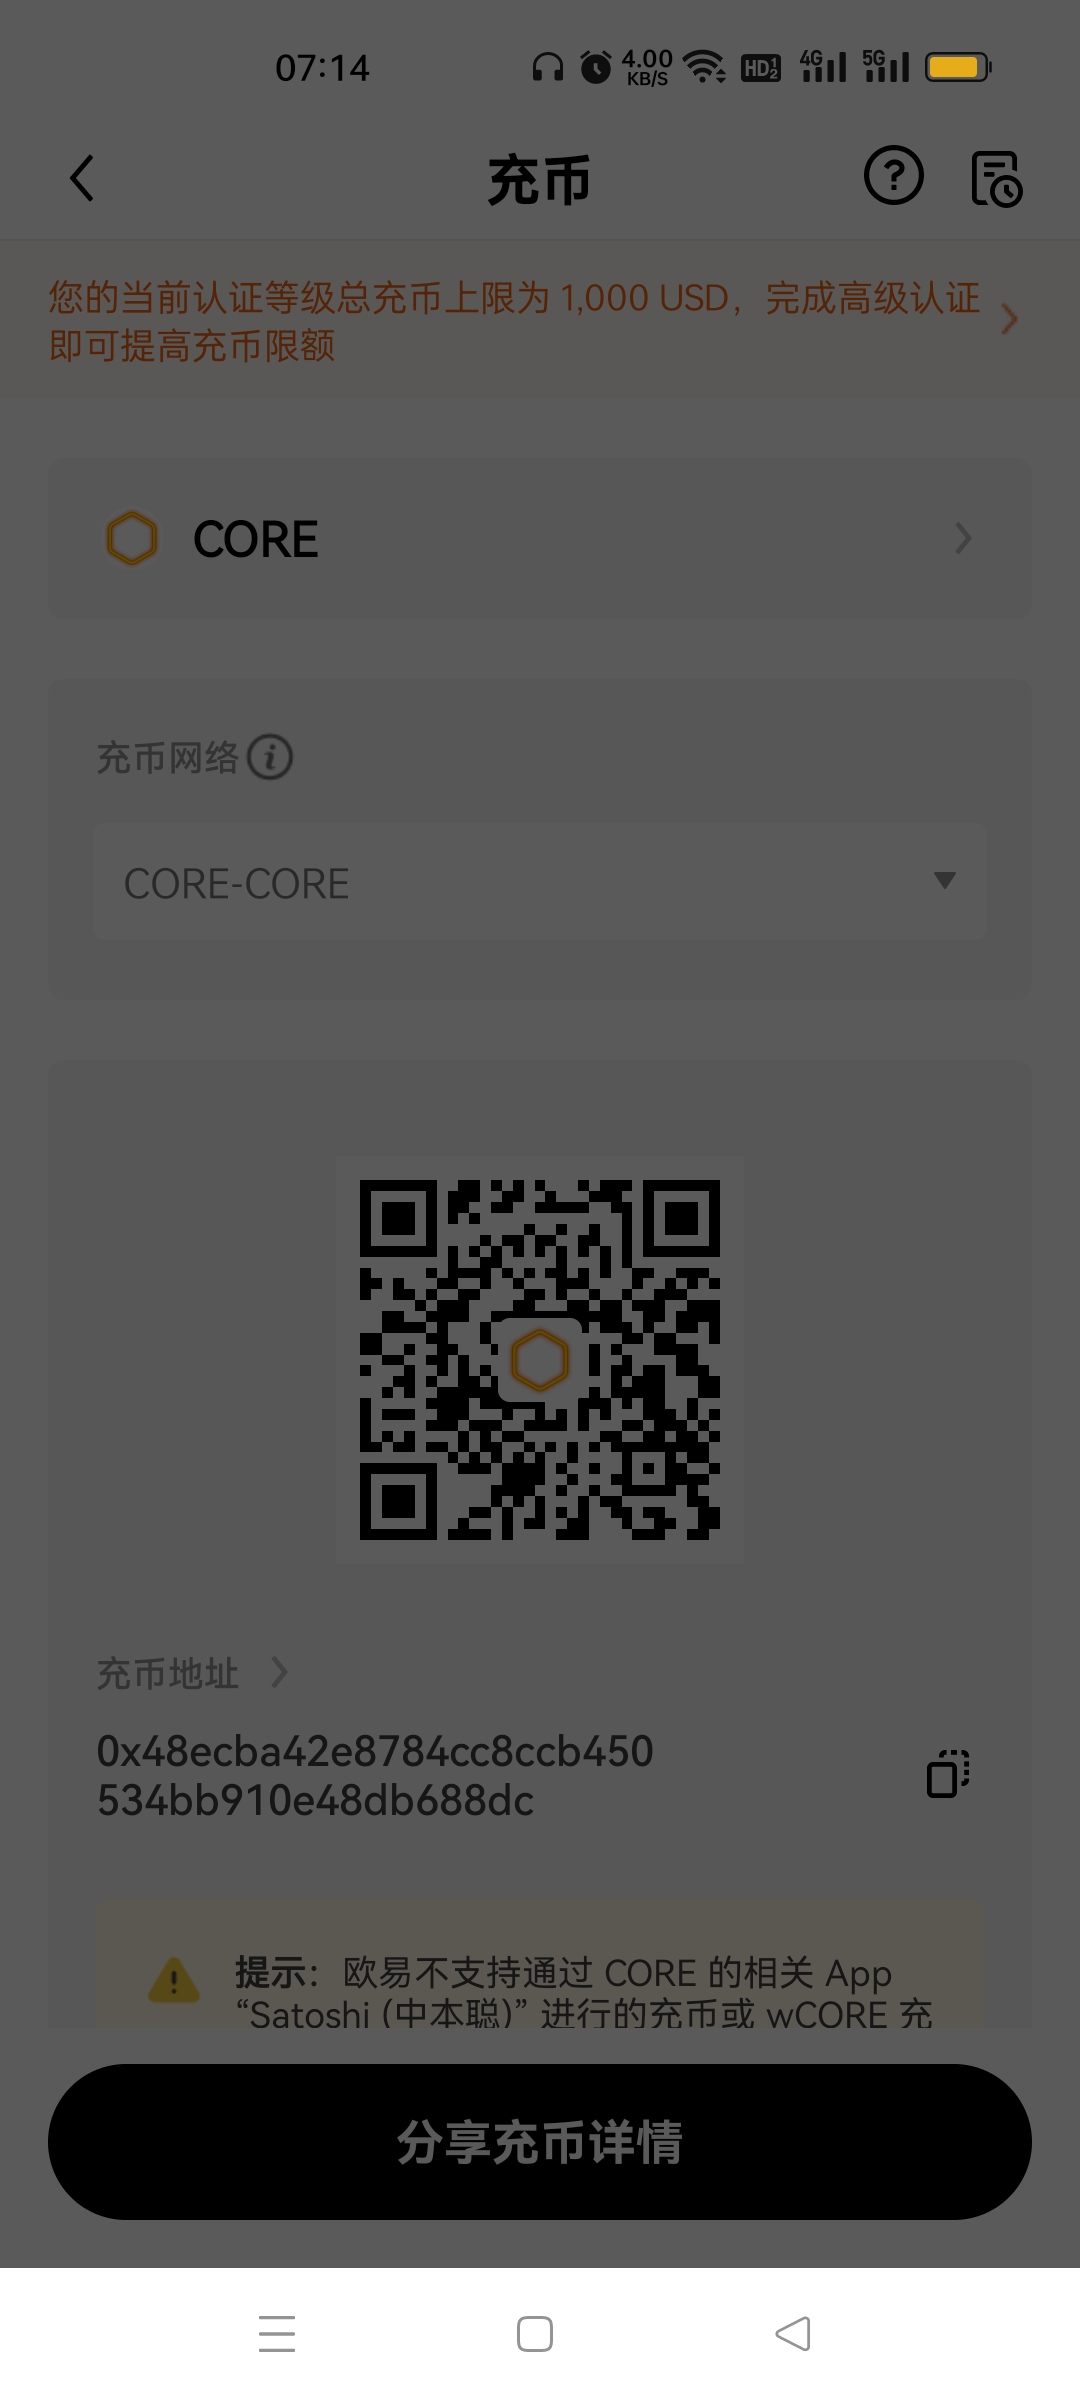 07:14
4.00
KB/S
HD 1 2
4G
5G
充币
您的当前认证等级总充币上限为 1,000 USD，完成高级认证
即可提高充币限额
CORE
充币网络
CORE-CORE
充币地址
0x48ecba42e8784cc8ccb450
534bb910e48db688dc
提示：欧易不支持通过 CORE 的相关 App
“Satoshi (中本聪)” 进行的充币或 wCORE 充
分享充币详情